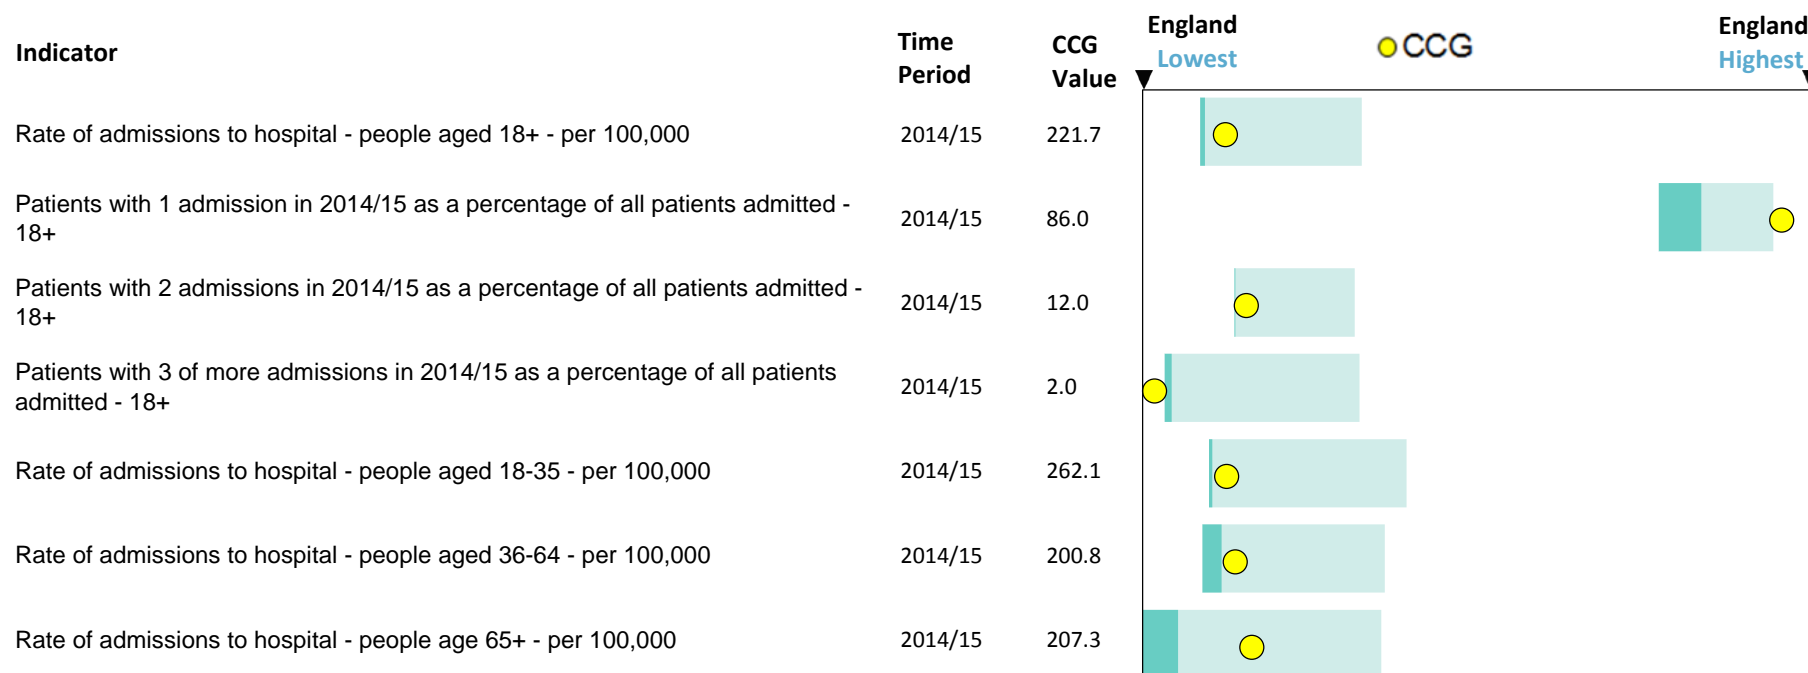 Indicator
Time
Period
CCG
Value
England
Lowest
CCG
England
Highest
Rate of admissions to hospital - people aged 18+ - per 100,000
2014/15
221.7
Patients with 1 admission in 2014/15 as a percentage of all patients admitted -
18+
2014/15
86.0
Patients with 2 admissions in 2014/15 as a percentage of all patients admitted -
18+
2014/15
12.0
Patients with 3 of more admissions in 2014/15 as a percentage of all patients
admitted - 18+
2014/15
2.0
Rate of admissions to hospital - people aged 18-35 - per 100,000
2014/15
262.1
Rate of admissions to hospital - people aged 36-64 - per 100,000
2014/15
200.8
Rate of admissions to hospital - people age 65+ - per 100,000
2014/15
207.3